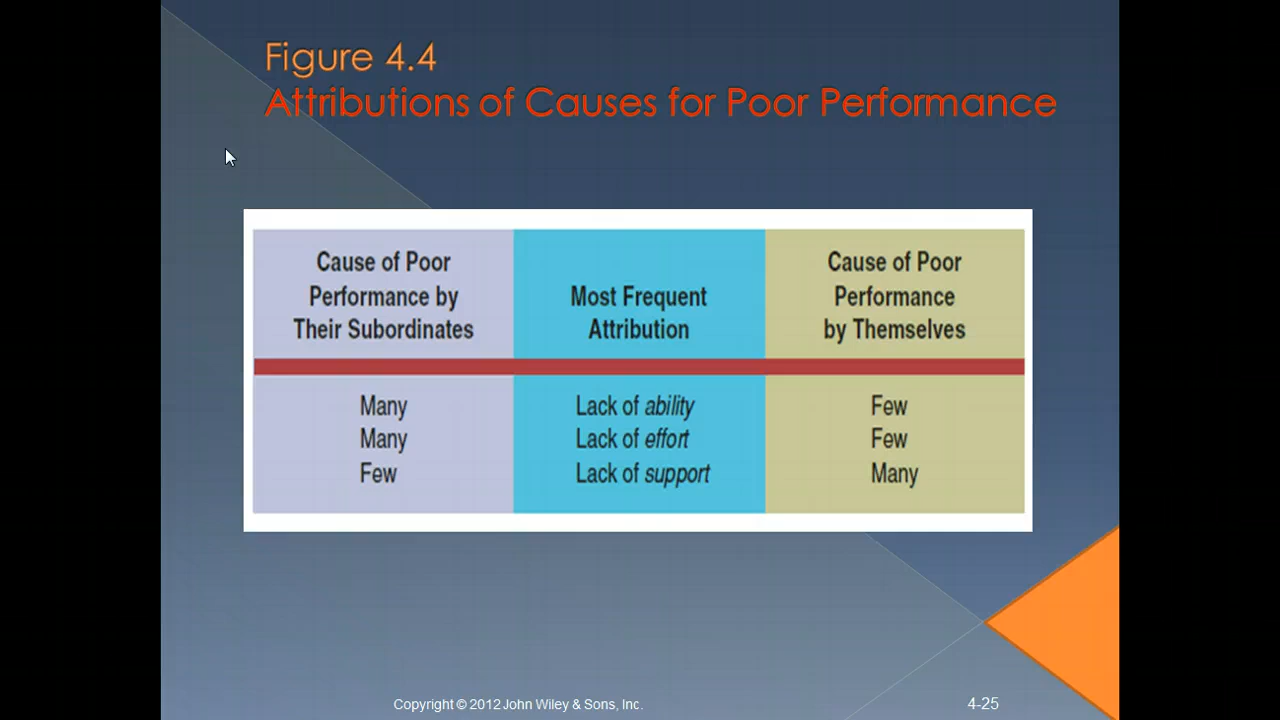 Figure 4.4
Attributions of Causes for Poor Performance
Cause of Poor
Performance by
Their Subordinates
Most Frequent
Attribution
Cause of Poor
Performance
by Themselves
Many Lack of ability Few
Many Lack of effort Few
Few Lack of support Many
Copyright © 2012 John Wiley & Sons, Inc.
4-25